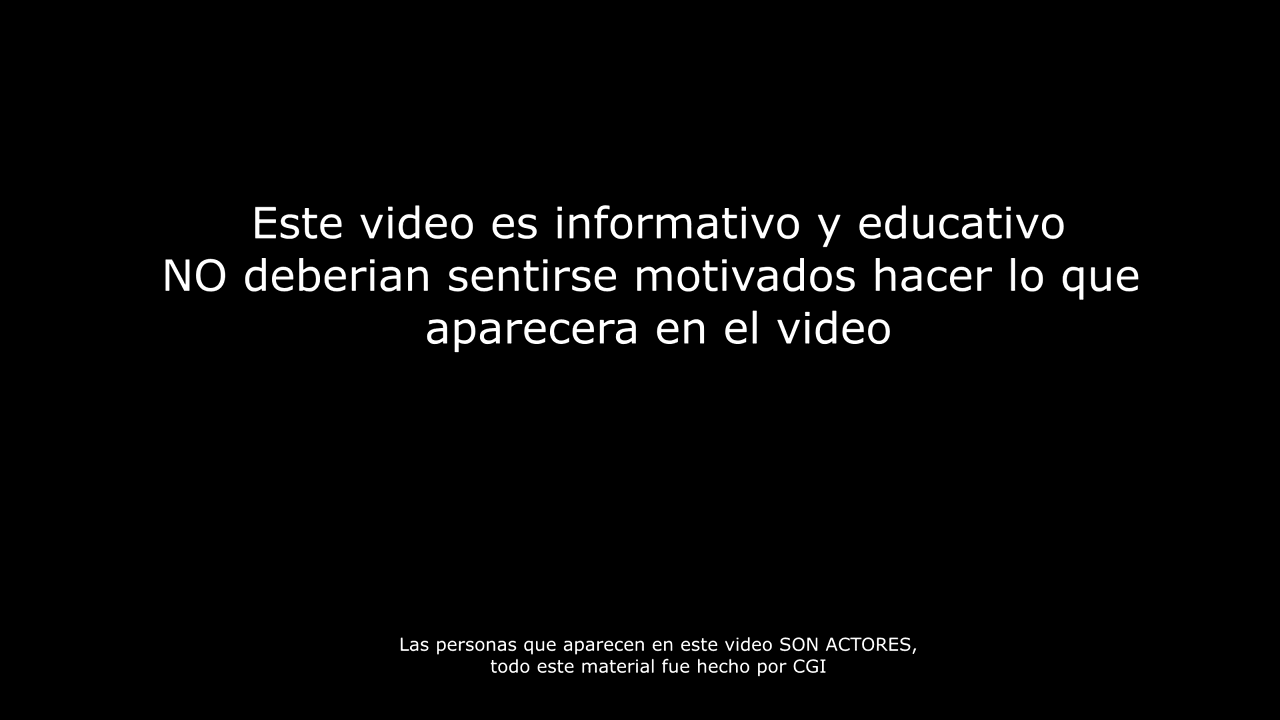 Este video es informativo y educativo
NO deberian sentirse motivados hacer lo que
aparecera en el video
Las personas que aparecen en este video SON ACTORES,
todo este material fue hecho por CGI